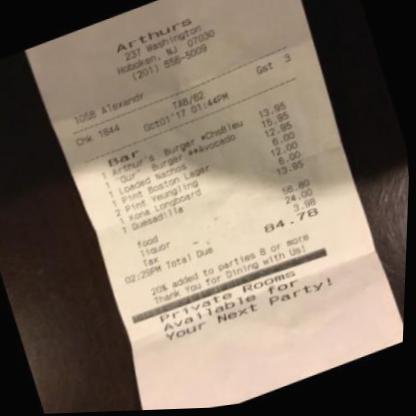 Arthurs
237 Washington
Hoboken, NJ 07030
(201) 656-5009
1058 Alexandr
TAB/82 Gst 3
Chk 1844 Oct01'17 01:44PM
Bar
1 Arthur's Burger *ChsBleu 13.95
1 "Our" Burger **Avocado 15.95
1 Loaded Nachos 12.95
1 Pint Boston Lager 6.00
2 Pint Yeungling 12.00
1 Kona Longboard 6.00
1 Quesadilla 13.95
food 56.80
liquor 24.00
Tax 3.98
02:25PM Total Due 84.78
20% added to parties 8 or more
Thank You for Dining with Us!
Private Rooms
Available for
Your Next Party!